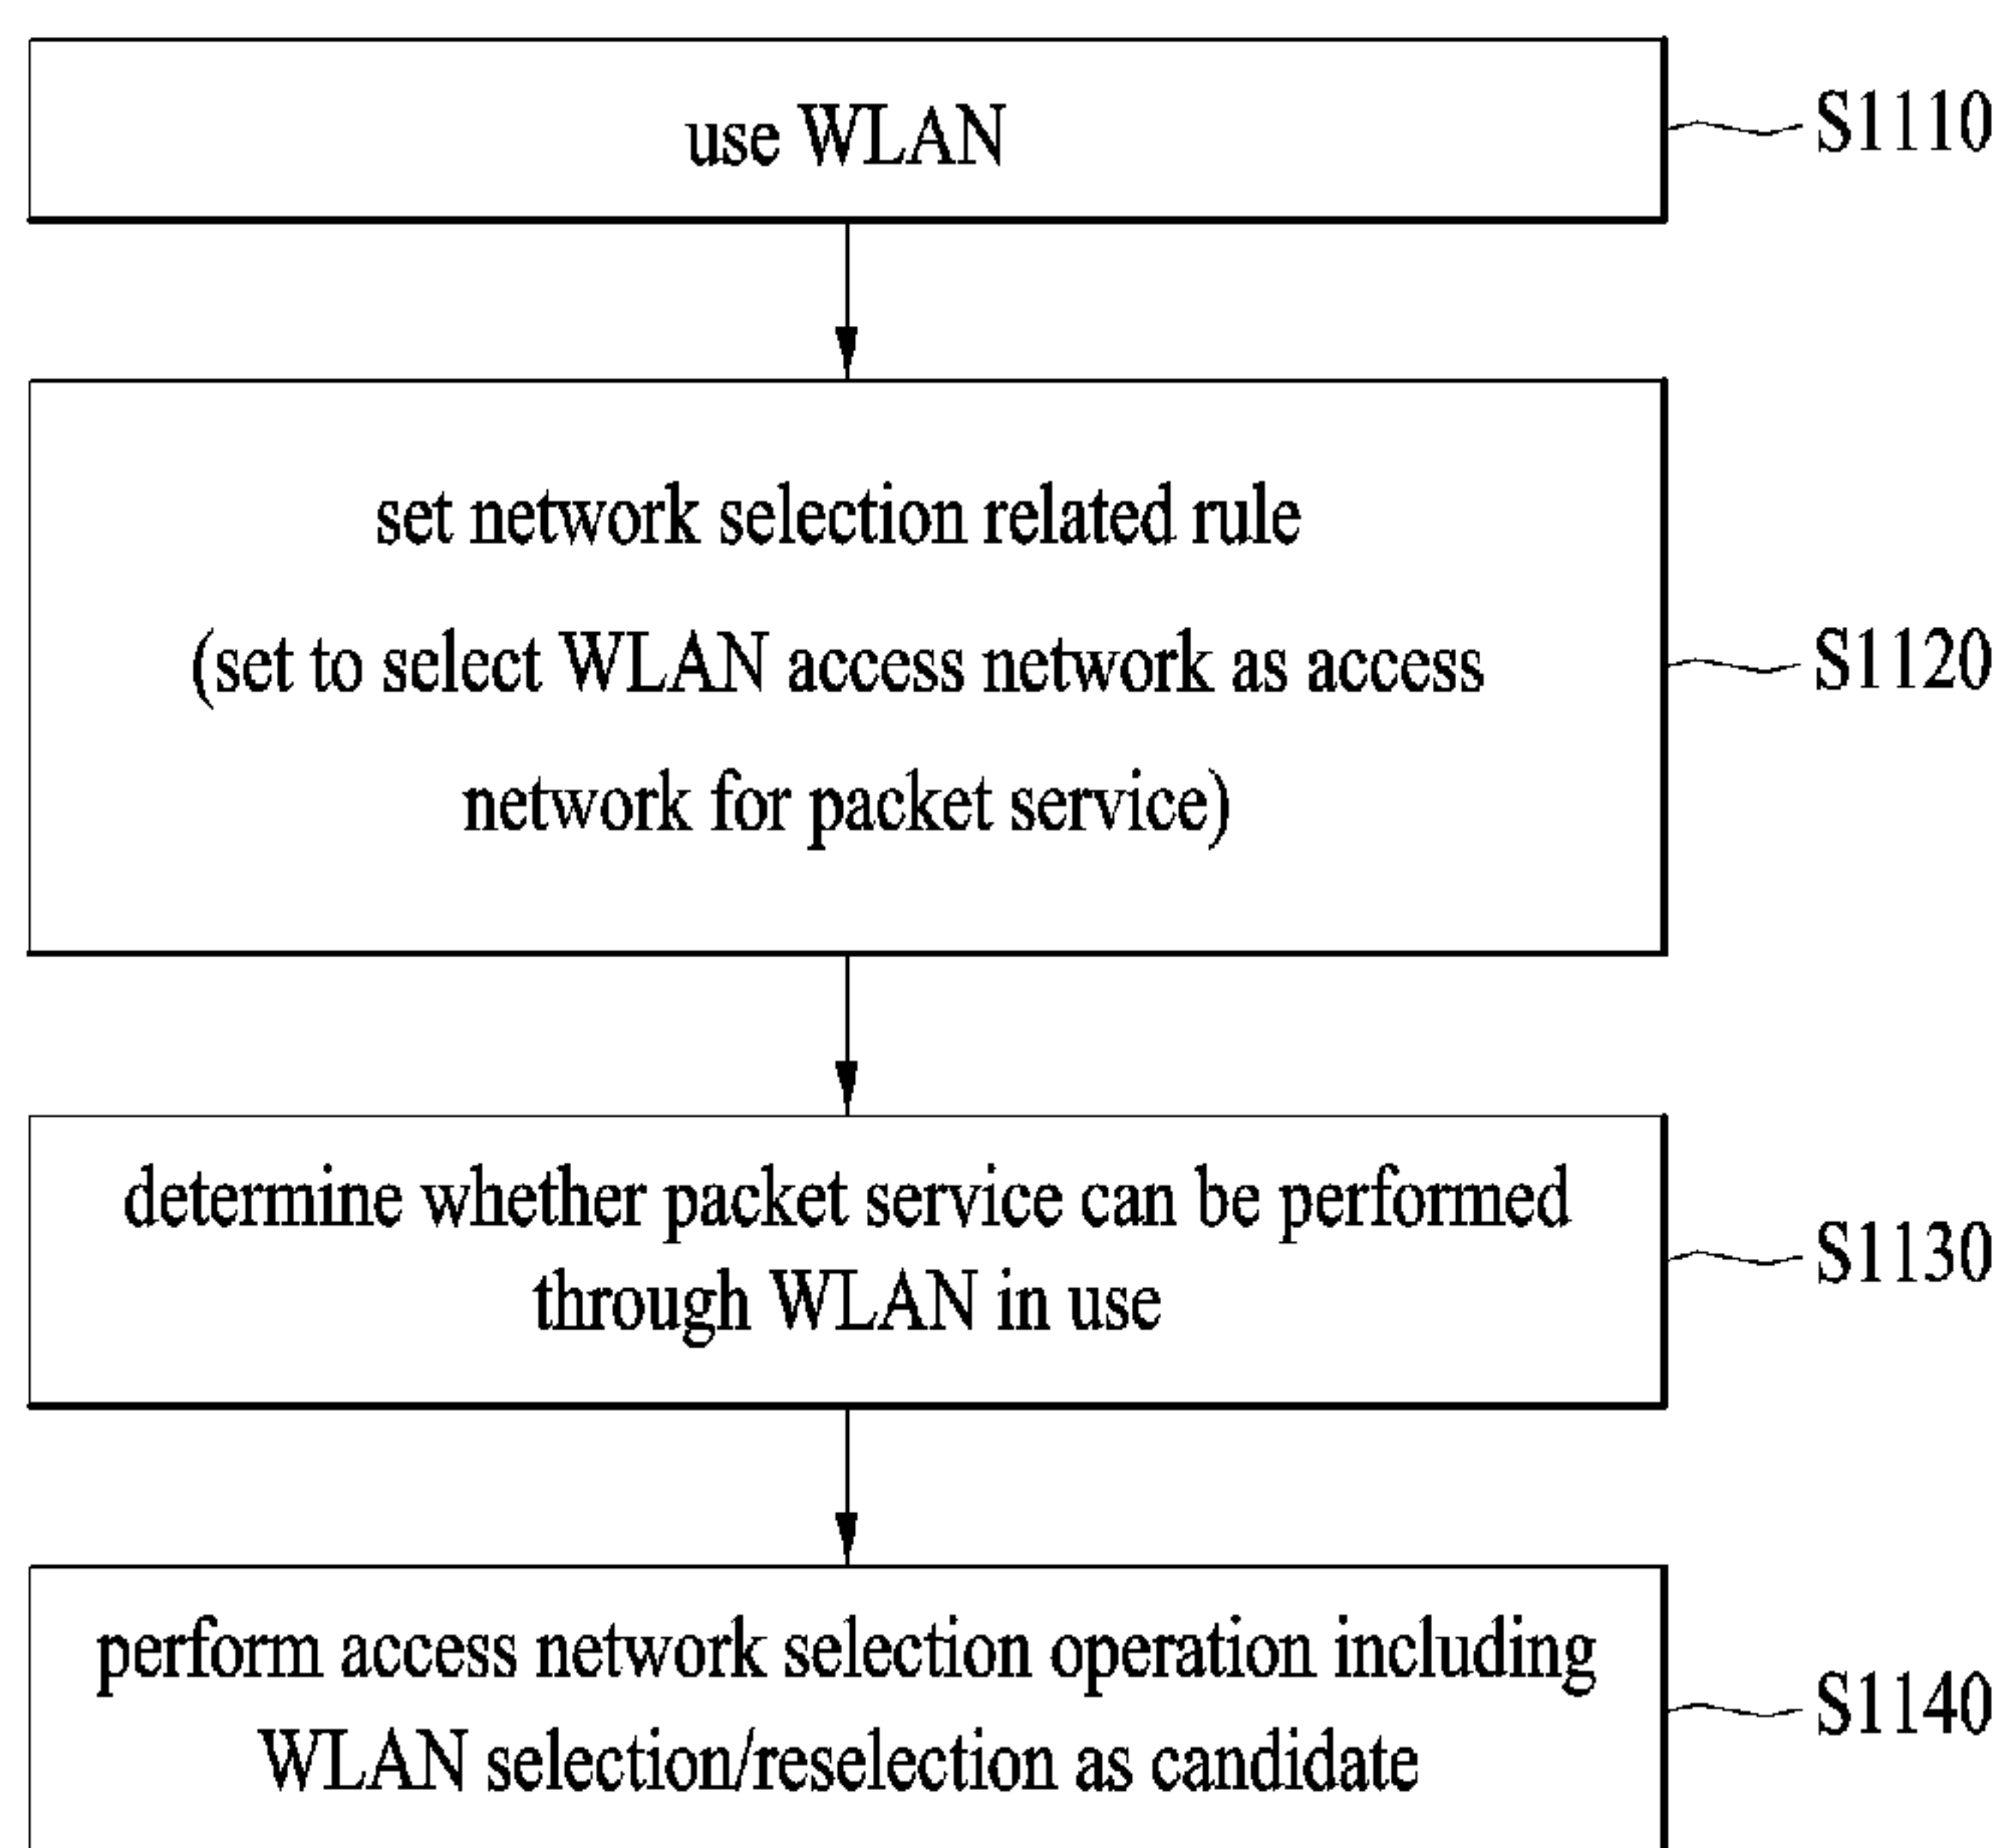 use WLAN
S1110
set network selection related rule
(set to select WLAN access network as access
network for packet service)
S1120
determine whether packet service can be performed
through WLAN in use
S1130
perform access network selection operation including
WLAN selection/reselection as candidate
S1140